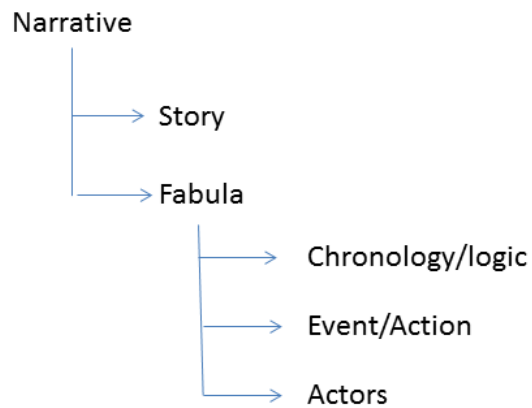 Narrative
Story
Fabula
Chronology/logic
Event/Action
Actors